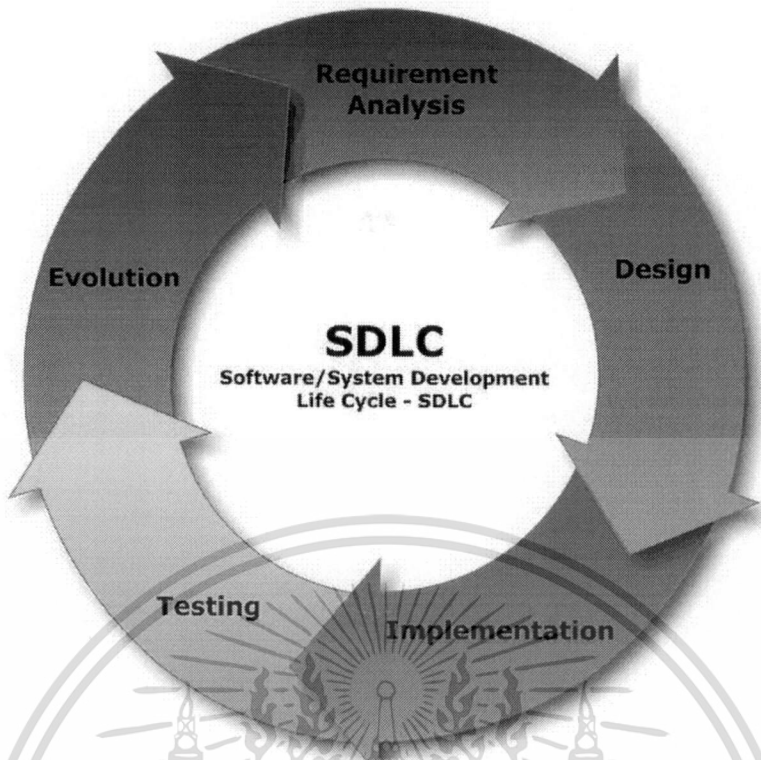 Requirement
Analysis
Design
Evolution
SDLC
Software/System Development
Life Cycle - SDLC
Testing
Implementation